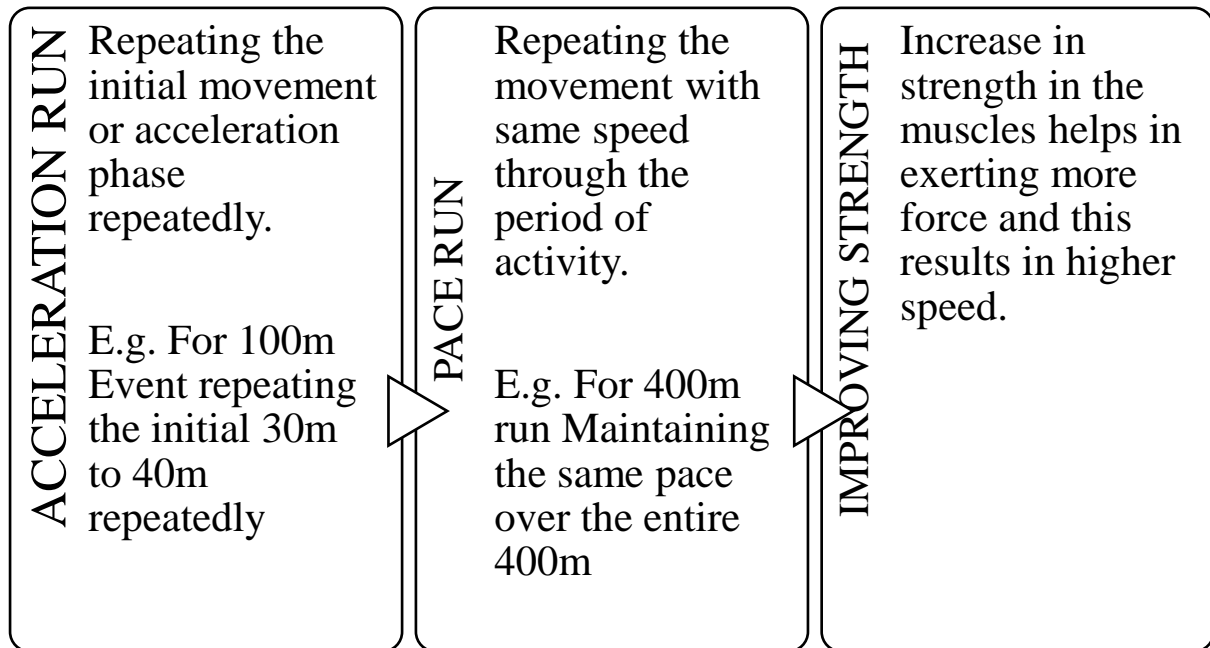 ACCELERATION RUN
Repeating the
initial movement
or acceleration
phase
repeatedly.
E.g. For 100m
Event repeating
the initial 30m
to 40m
repeatedly
PACE RUN
Repeating the
movement with
same speed
through the
period of
activity.
E.g. For 400m
run Maintaining
the same pace
over the entire
400m
IMPROVING STRENGTH
Increase in
strength in the
muscles helps in
exerting more
force and this
results in higher
speed.